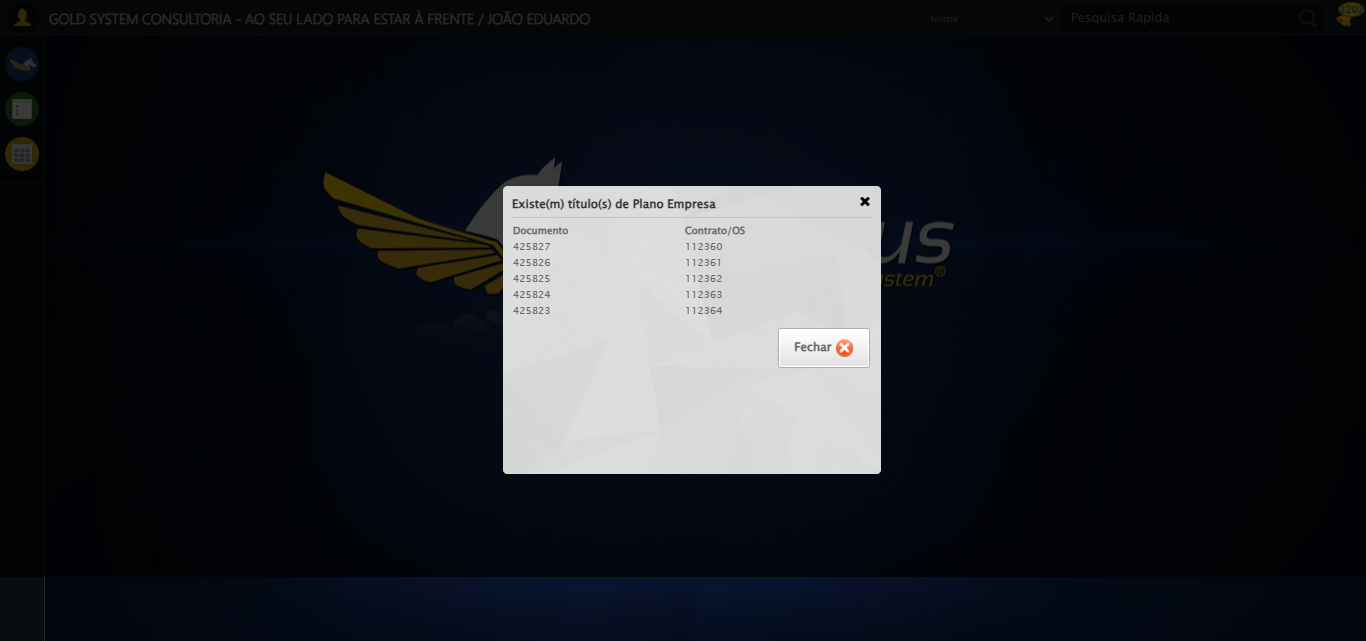 GOLD SYSTEM CONSULTORIA - AO SEU LADO PARA ESTAR À FRENTE / JOÃO EDUARDO
Nome
Pesquisa Rapida
Existe(m) título(s) de Plano Empresa
Documento Contrato/OS
425827 112360
425826 112361
425825 112362
425824 112363
425823 112364
Fechar